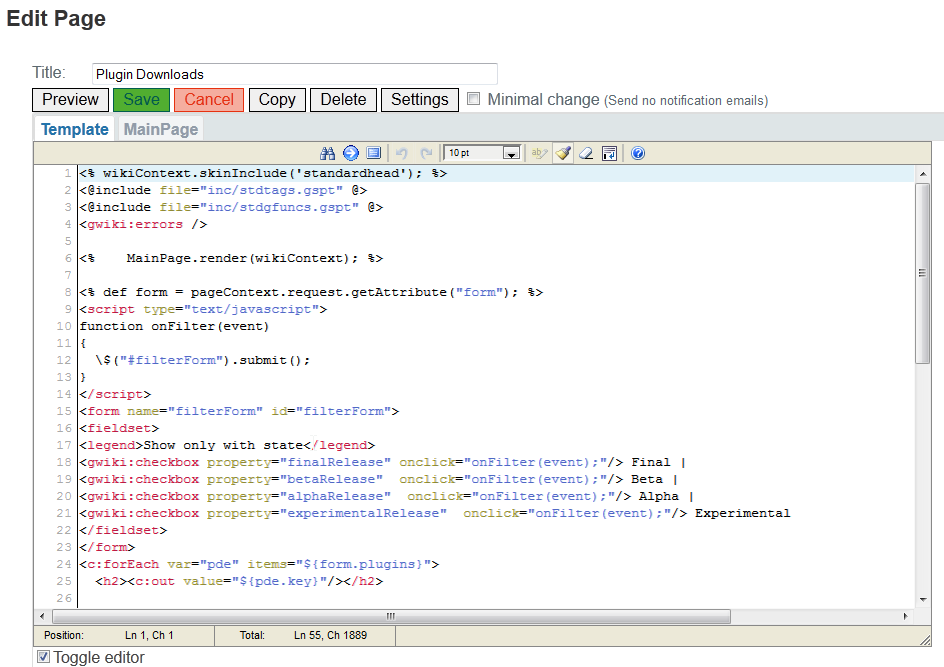 Edit Page
Title: Plugin Downloads
Preview Save Cancel Copy Delete Settings Minimal change (Send no notification emails)
Template MainPage
10 pt ab
1 <% wikiContext.skinInclude('standardhead'); %>
2 <@include file="inc/stdtags.gspt" @>
3 <@include file="inc/stdgfuncs.gspt" @>
4 <gwiki:errors />
5
6 <%    MainPage.render(wikiContext); %>
7
8 <% def form = pageContext.request.getAttribute("form"); %>
9 <script type="text/javascript">
10 function onFilter(event)
11 {
12   \$("#filterForm").submit();
13 }
14 </script>
15 <form name="filterForm" id="filterForm">
16 <fieldset>
17 <legend>Show only with state</legend>
18 <gwiki:checkbox property="finalRelease" onclick="onFilter(event);"/> Final |
19 <gwiki:checkbox property="betaRelease"  onclick="onFilter(event);"/> Beta |
20 <gwiki:checkbox property="alphaRelease"  onclick="onFilter(event);"/> Alpha |
21 <gwiki:checkbox property="experimentalRelease"  onclick="onFilter(event);"/> Experimental
22 </fieldset>
23 </form>
24 <c:forEach var="pde" items="${form.plugins}">
25   <h2><c:out value="${pde.key}"/></h2>
26
Position: Ln 1, Ch 1 Total: Ln 55, Ch 1889
Toggle editor